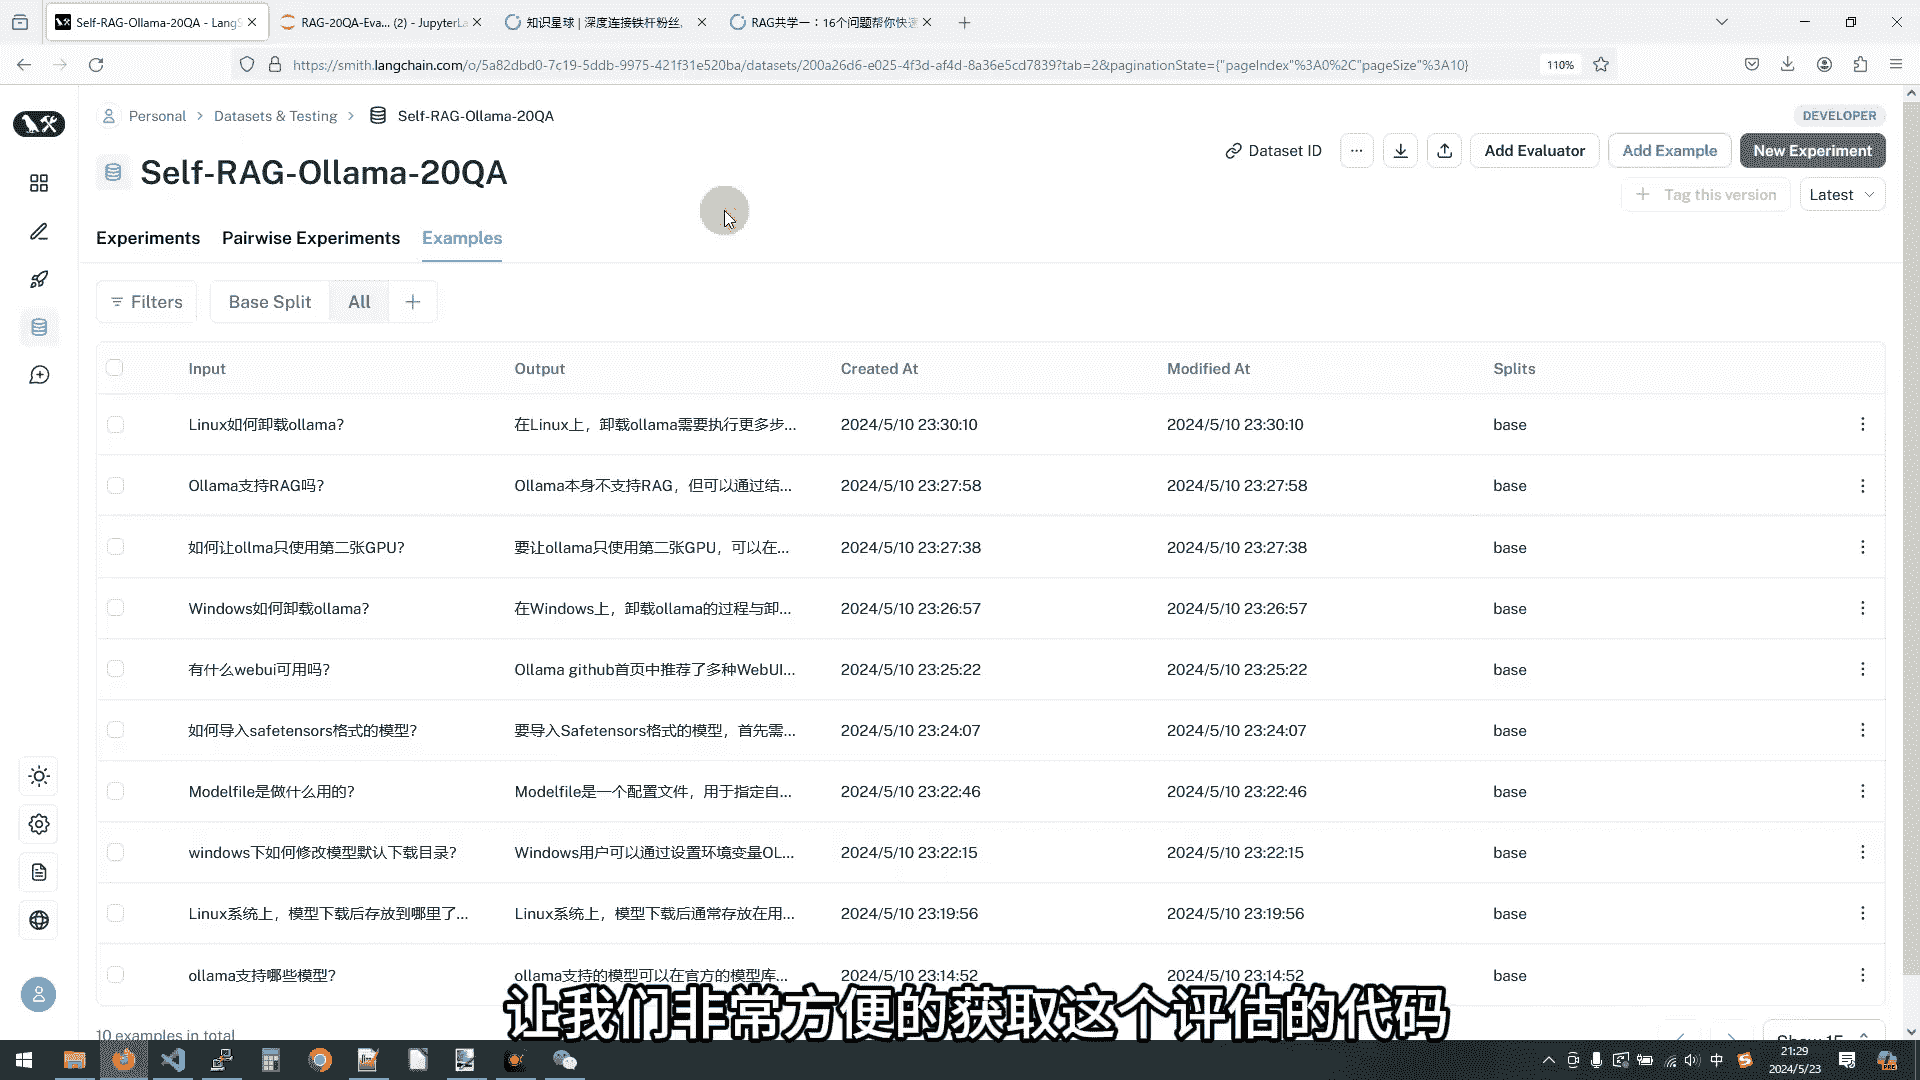 Self-RAG-Ollama-20QA - LangS
RAG-20QA-Eva... (2) - JupyterLa
知识星球 | 深度连接铁杆粉丝,
RAG共学一：16个问题帮你快速
https://smith.langchain.com/o/5a82dbd0-7c19-5ddb-9975-421f31e520ba/datasets/200a26d6-e025-4f3d-af4d-8a36e5cd7839?tab=2&paginationState={"pageIndex"%3A0%2C"pageSize"%3A10}
110%
Personal > Datasets & Testing > Self-RAG-Ollama-20QA
DEVELOPER
Self-RAG-Ollama-20QA
Dataset ID
Add Evaluator
Add Example
New Experiment
Tag this version
Latest
Experiments Pairwise Experiments Examples
Filters
Base Split
All
Input Output Created At Modified At Splits
Linux如何卸载ollama? 在Linux上，卸载ollama需要执行更多步... 2024/5/10 23:30:10 2024/5/10 23:30:10 base
Ollama支持RAG吗? Ollama本身不支持RAG，但可以通过结... 2024/5/10 23:27:58 2024/5/10 23:27:58 base
如何让ollma只使用第二张GPU? 要让ollama只使用第二张GPU，可以在... 2024/5/10 23:27:38 2024/5/10 23:27:38 base
Windows如何卸载ollama? 在Windows上，卸载ollama的过程与卸... 2024/5/10 23:26:57 2024/5/10 23:26:57 base
有什么webui可用吗? Ollama github首页中推荐了多种WebUI... 2024/5/10 23:25:22 2024/5/10 23:25:22 base
如何导入safetensors格式的模型? 要导入Safetensors格式的模型，首先需... 2024/5/10 23:24:07 2024/5/10 23:24:07 base
Modelfile是做什么用的? Modelfile是一个配置文件，用于指定自... 2024/5/10 23:22:46 2024/5/10 23:22:46 base
windows下如何修改模型默认下载目录? Windows用户可以通过设置环境变量OL... 2024/5/10 23:22:15 2024/5/10 23:22:15 base
Linux系统上，模型下载后存放到哪里了... Linux系统上，模型下载后通常存放在用... 2024/5/10 23:19:56 2024/5/10 23:19:56 base
ollama支持哪些模型? ollama支持的模型可以在官方的模型库... 2024/5/10 23:14:52 2024/5/10 23:14:52 base
让我们非常方便的获取这个评估的代码
10 examples in total
Show 15
中
21:29
2024/5/23